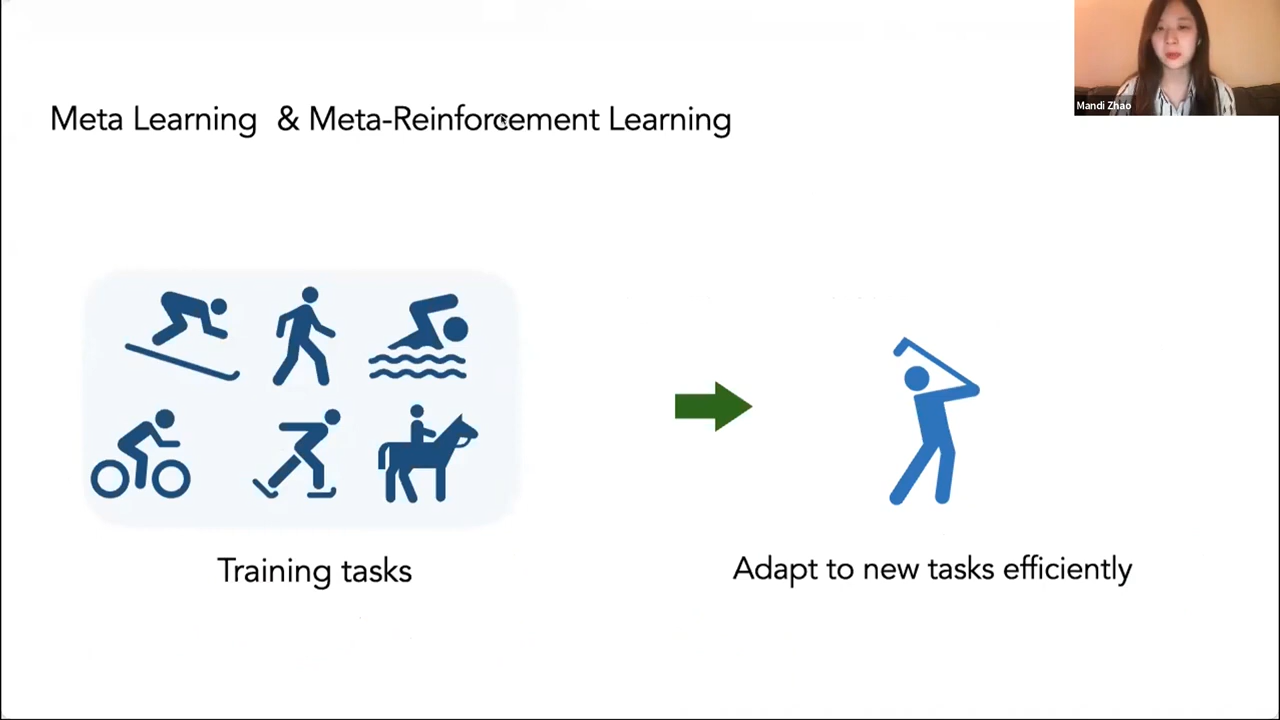 Mandi Zhao
Meta Learning & Meta-Reinforcement Learning
Training tasks
Adapt to new tasks efficiently